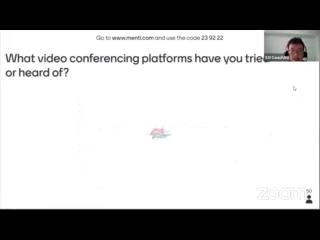 Go to www.menti.com and use the code 23 92 22
What video conferencing platforms have you tried
or heard of?
50
zoom